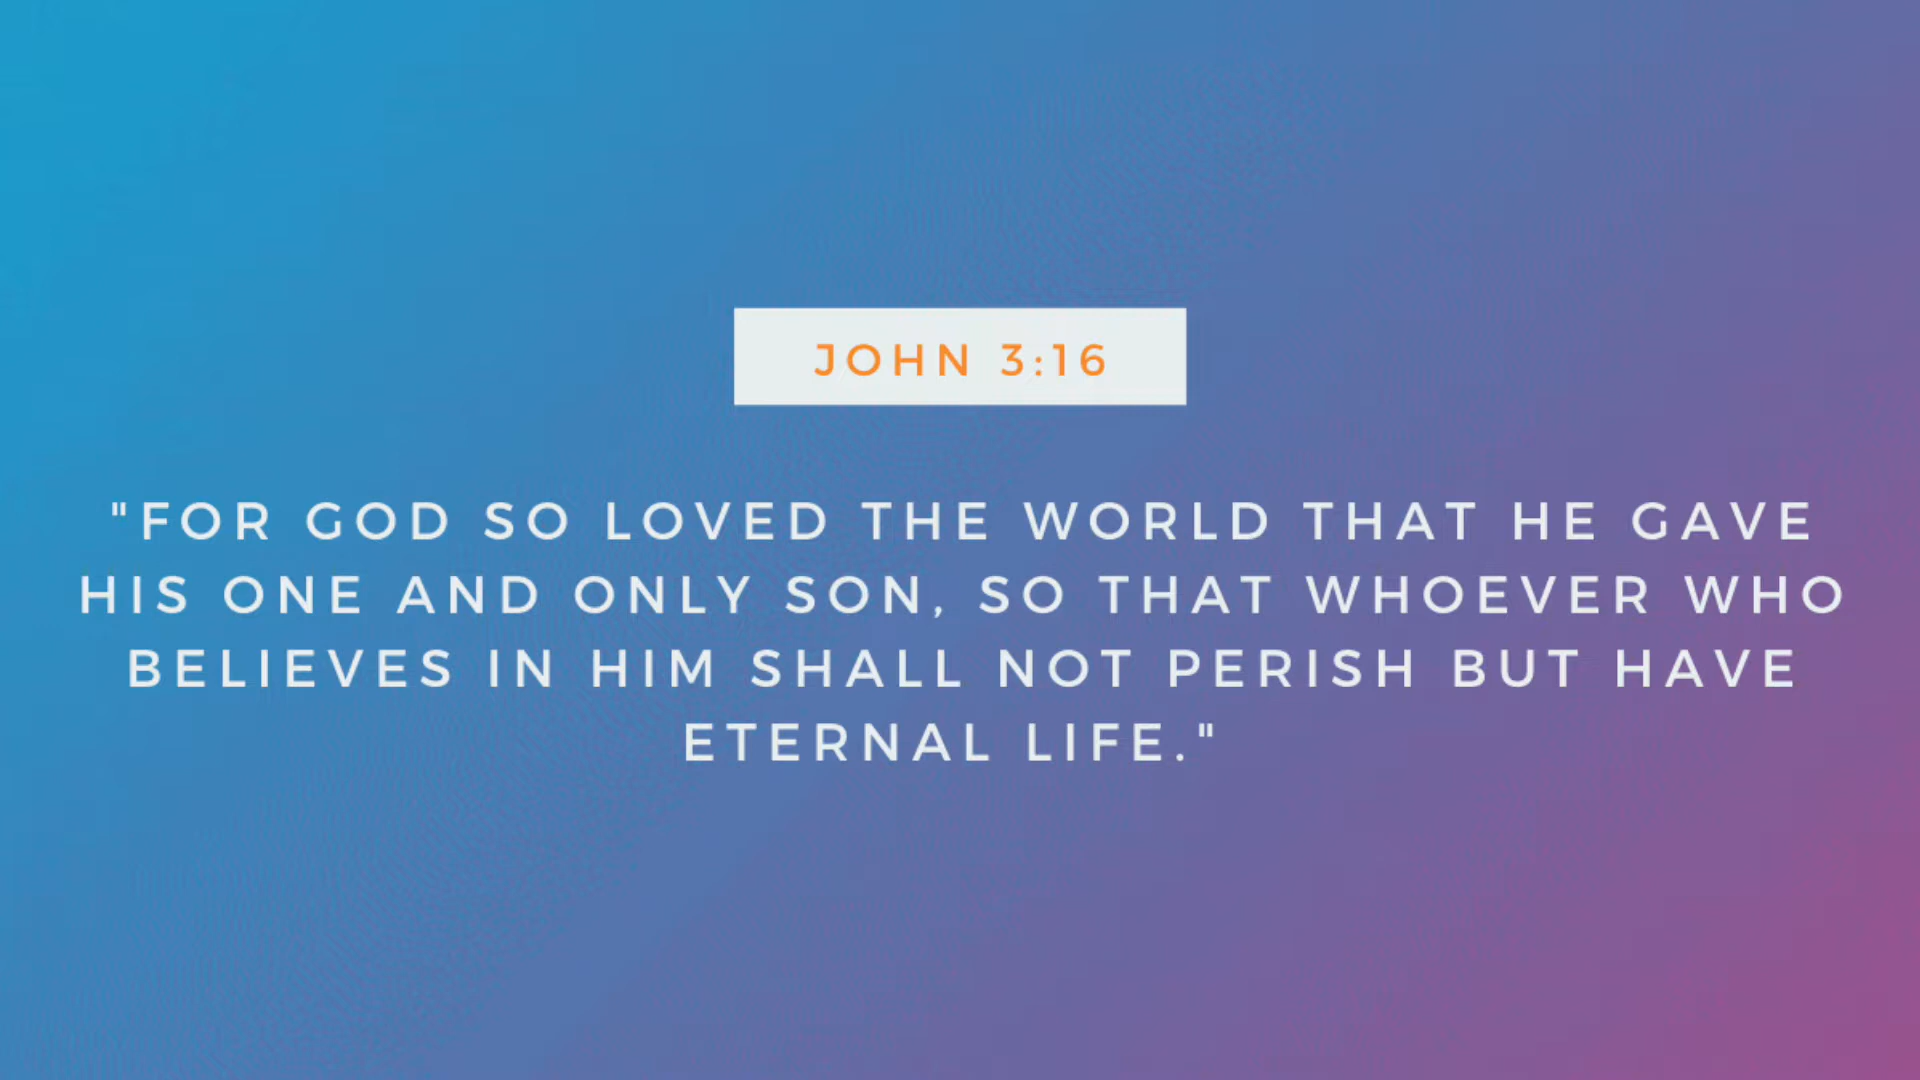 JOHN 3:16
"FOR GOD SO LOVED THE WORLD THAT HE GAVE
HIS ONE AND ONLY SON, SO THAT WHOEVER WHO
BELIEVES IN HIM SHALL NOT PERISH BUT HAVE
ETERNAL LIFE."